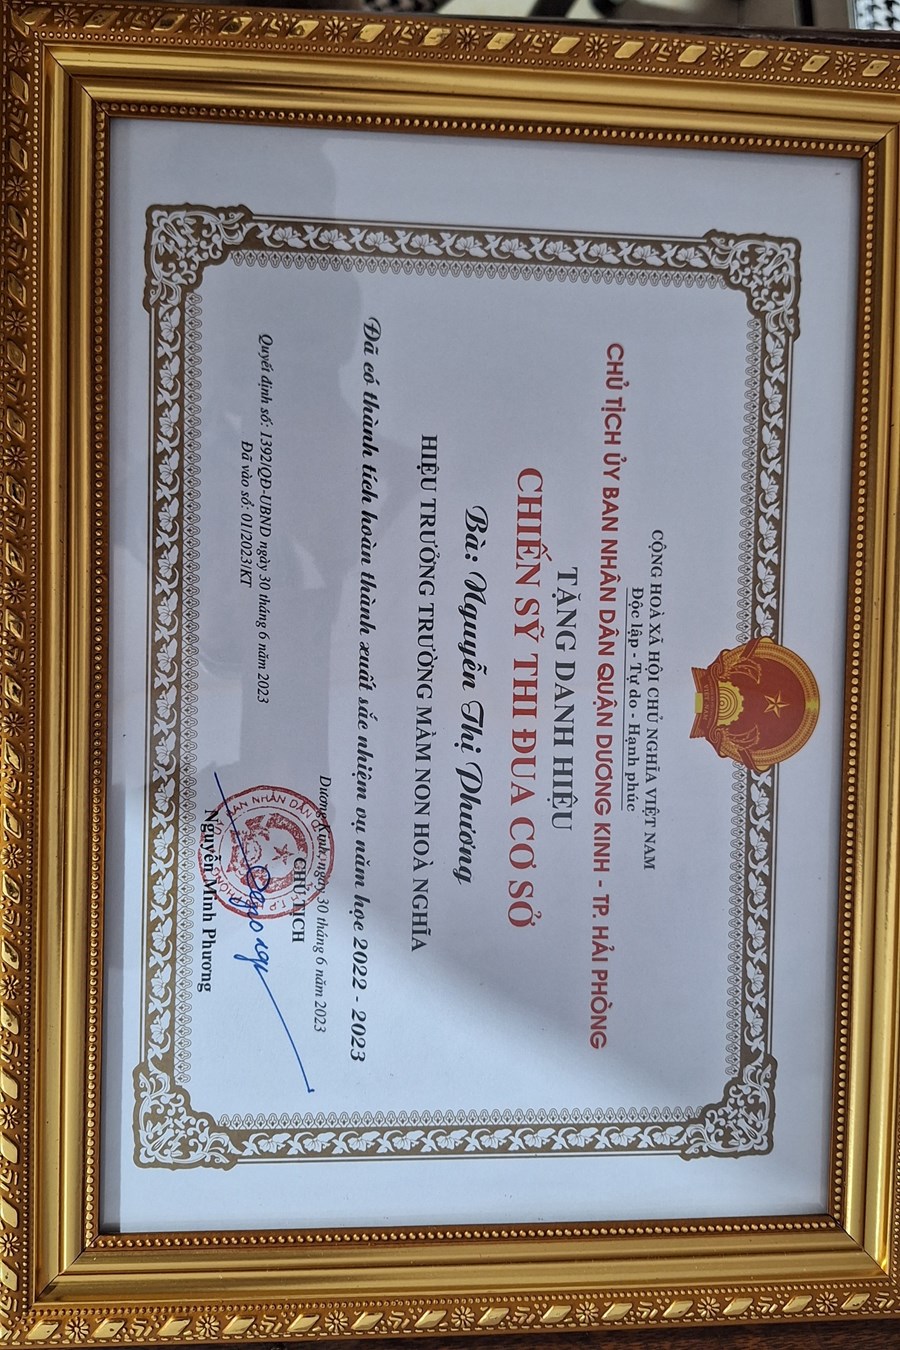 CỘNG HOÀ XÃ HỘI CHỦ NGHĨA VIỆT NAM
Độc lập - Tự do - Hạnh phúc
CHỦ TỊCH ỦY BAN NHÂN DÂN QUẬN DƯƠNG KINH - TP. HẢI PHÒNG
TẶNG DANH HIỆU
CHIẾN SỸ THI ĐUA CƠ SỞ
Bà: Nguyễn Thị Phương
HIỆU TRƯỞNG TRƯỜNG MẦM NON HOÀ NGHĨA
Đã có thành tích hoàn thành xuất sắc nhiệm vụ năm học 2022 - 2023
Dương Kinh, ngày 30 tháng 6 năm 2023
Quyết định số: 1392/QĐ-UBND ngày 30 tháng 6 năm 2023
Đã vào sổ: 01/2023/KT
CHỦ TỊCH
Nguyễn Minh Phương